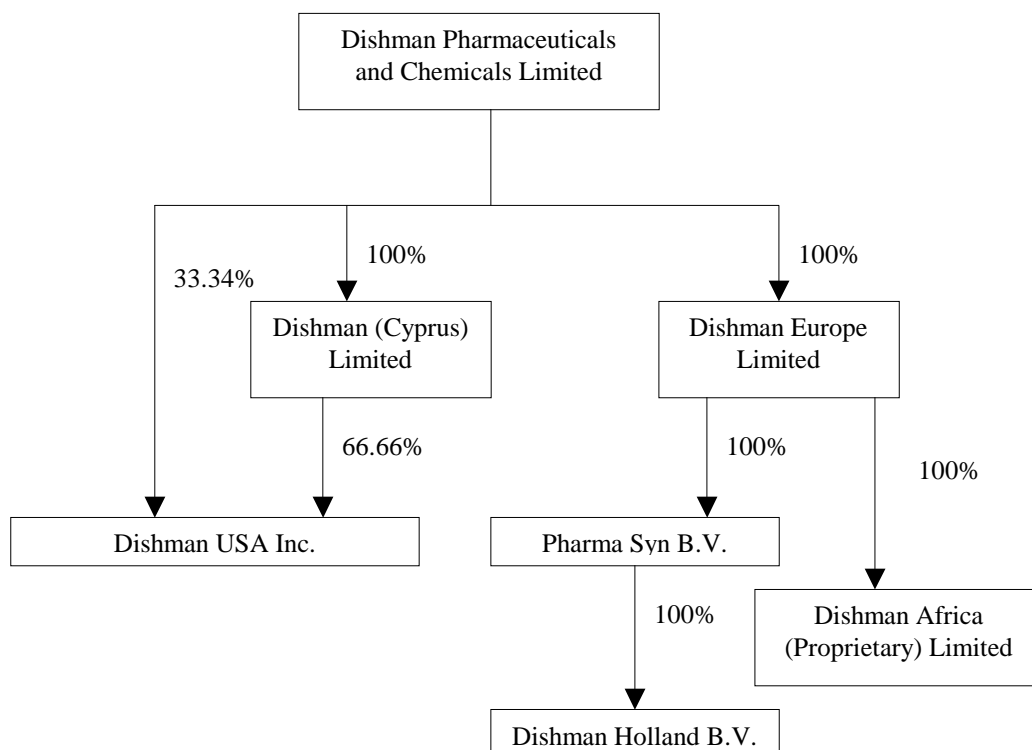 Dishman Pharmaceuticals
and Chemicals Limited
33.34%
100%
100%
Dishman (Cyprus)
Limited
Dishman Europe
Limited
66.66%
100%
100%
Dishman USA Inc.
Pharma Syn B.V.
100%
Dishman Africa
(Proprietary) Limited
Dishman Holland B.V.